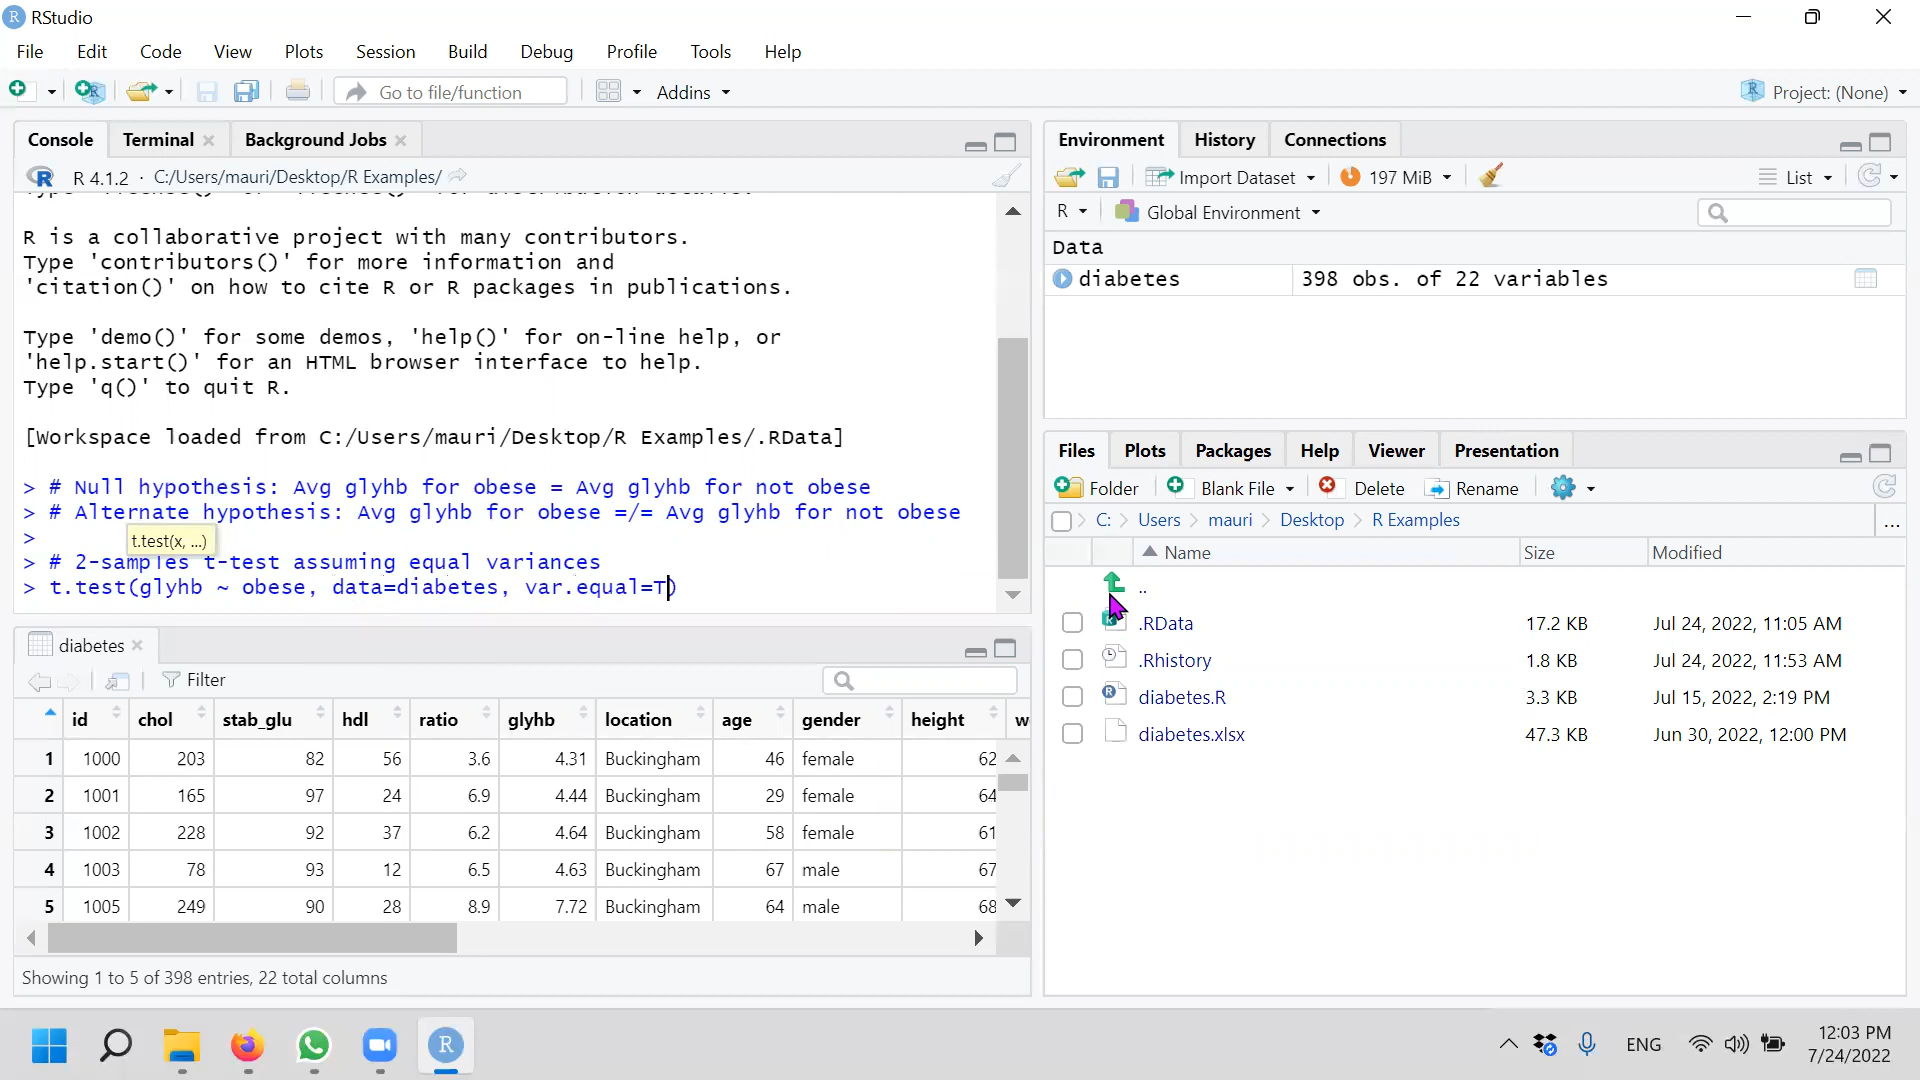 RStudio
File Edit Code View Plots Session Build Debug Profile Tools Help
Go to file/function Addins Project: (None)
Console Terminal Background Jobs
R 4.1.2 · C:/Users/mauri/Desktop/R Examples/
R is a collaborative project with many contributors.
Type 'contributors()' for more information and
'citation()' on how to cite R or R packages in publications.
Type 'demo()' for some demos, 'help()' for on-line help, or
'help.start()' for an HTML browser interface to help.
Type 'q()' to quit R.
[Workspace loaded from C:/Users/mauri/Desktop/R Examples/.RData]
> # Null hypothesis: Avg glyhb for obese = Avg glyhb for not obese
> # Alternate hypothesis: Avg glyhb for obese =/= Avg glyhb for not obese
>
t.test(x, ...)
> # 2-samples t-test assuming equal variances
> t.test(glyhb ~ obese, data=diabetes, var.equal=T)
diabetes
Filter
id chol stab_glu hdl ratio glyhb location age gender height w
1 1000 203 82 56 3.6 4.31 Buckingham 46 female 62
2 1001 165 97 24 6.9 4.44 Buckingham 29 female 64
3 1002 228 92 37 6.2 4.64 Buckingham 58 female 61
4 1003 78 93 12 6.5 4.63 Buckingham 67 male 67
5 1005 249 90 28 8.9 7.72 Buckingham 64 male 68
Showing 1 to 5 of 398 entries, 22 total columns
Environment History Connections
Import Dataset 197 MiB List
R Global Environment
Data
diabetes 398 obs. of 22 variables
Files Plots Packages Help Viewer Presentation
Folder Blank File Delete Rename
C: Users mauri Desktop R Examples ...
Name Size Modified
..
.RData 17.2 KB Jul 24, 2022, 11:05 AM
.Rhistory 1.8 KB Jul 24, 2022, 11:53 AM
diabetes.R 3.3 KB Jul 15, 2022, 2:19 PM
diabetes.xlsx 47.3 KB Jun 30, 2022, 12:00 PM
ENG
12:03 PM
7/24/2022